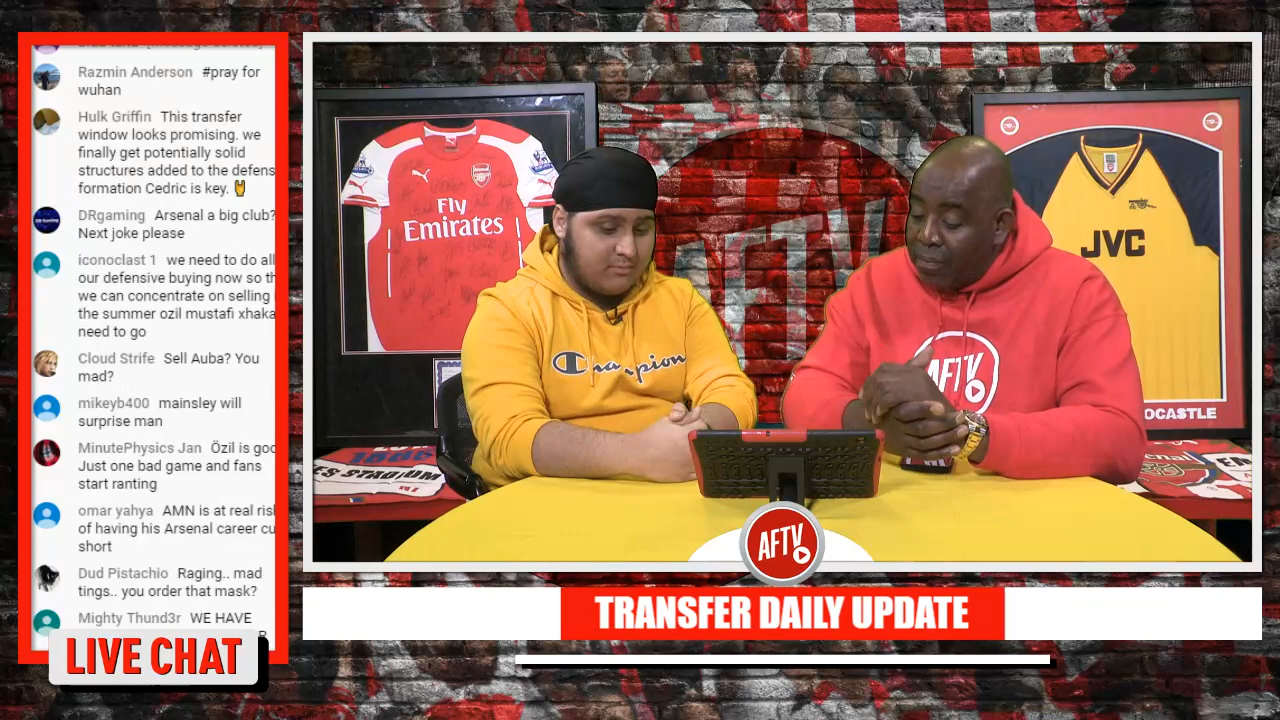 Razmin Anderson #pray for
wuhan
Hulk Griffin This transfer
window looks promising. we
finally get potentially solid
structures added to the defens
formation Cedric is key.
DRgaming Arsenal a big club?
Next joke please
iconoclast 1 we need to do all
our defensive buying now so th
we can concentrate on selling
the summer ozil mustafi xhaka
need to go
Cloud Strife Sell Auba? You
mad?
mikeyb400 mainsley will
surprise man
MinutePhysics Jan Özil is goo
Just one bad game and fans
start ranting
omar yahya AMN is at real risk
of having his Arsenal career cu
short
Dud Pistachio Raging.. mad
tings.. you order that mask?
Mighty Thund3r WE HAVE
LIVE CHAT
Fly
Emirates
Champion
AFTV
AFTV
JVC
OCASTLE
1886
ES STADIUM
Arsenal
AFTV
TRANSFER DAILY UPDATE